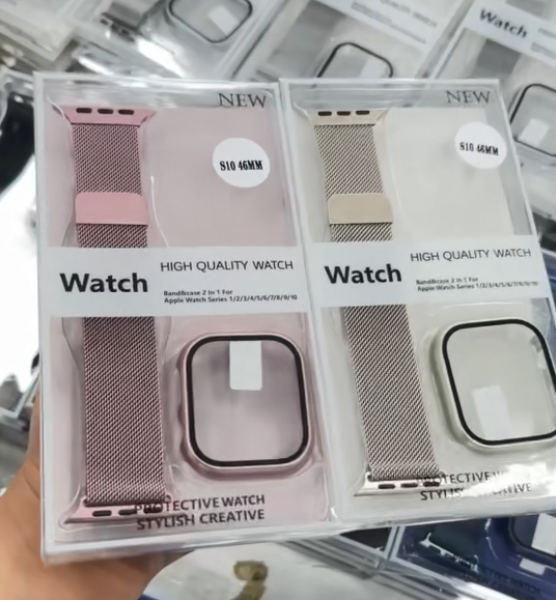 Watch
NEW
S10 46MM
HIGH QUALITY WATCH
Watch
Band&case 2 in 1 For
Apple Watch Series 1/2/3/4/5/6/7/8/9/10
PROTECTIVE WATCH
STYLISH CREATIVE
NEW
S10 46MM
HIGH QUALITY WATCH
Watch
Band&case 2 in 1 For
Apple Watch Series 1/2/3/4/5/6/7/8/9/10
PROTECTIVE WATCH
STYLISH CREATIVE